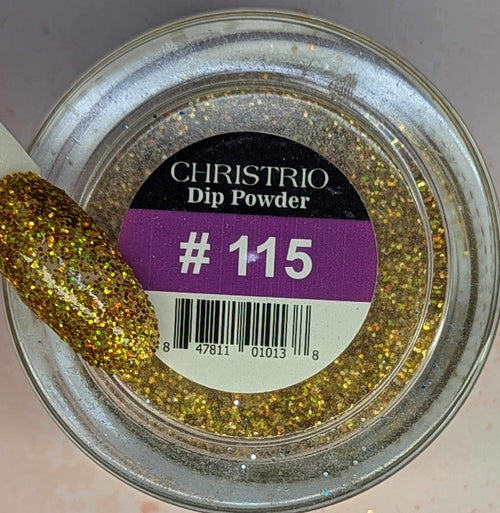 CHRISTRIO
Dip Powder
# 115
8 47811 01013 8